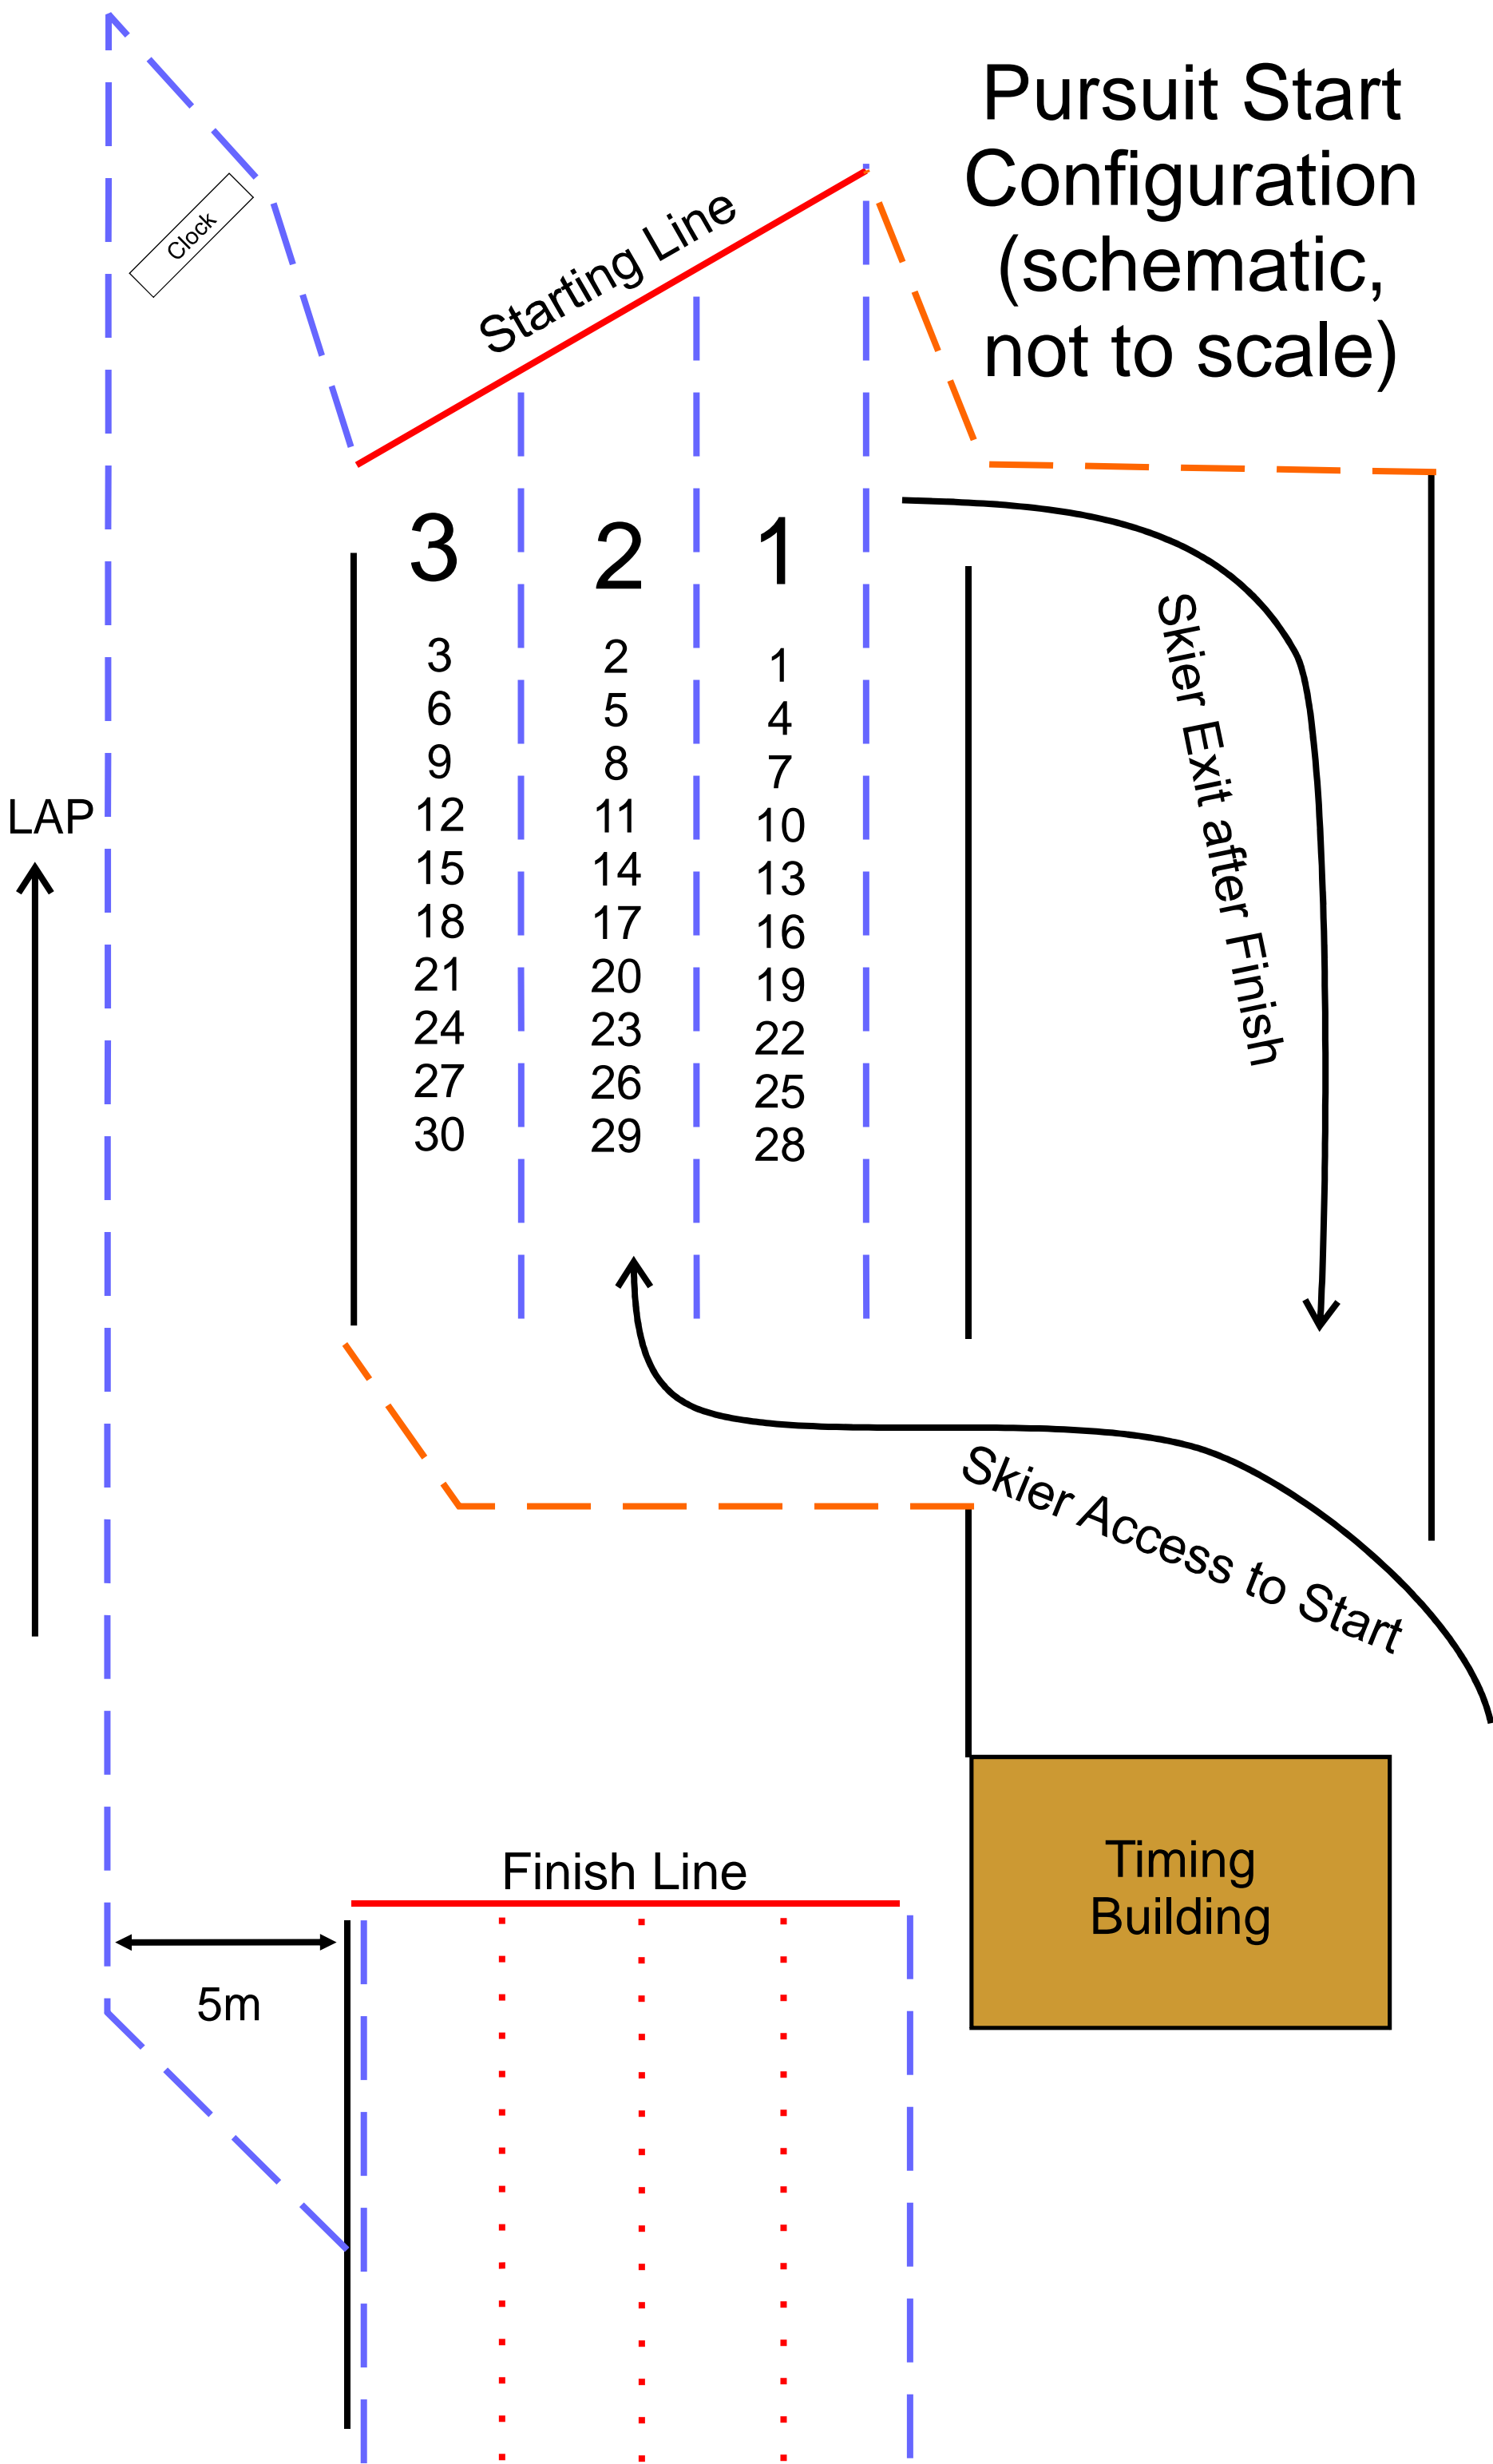 Pursuit Start
Configuration
(schematic,
not to scale)
Clock
Starting Line
3 2 1
3 2 1
6 5 4
9 8 7
12 11 10
15 14 13
18 17 16
21 20 19
24 23 22
27 26 25
30 29 28
LAP
Skier Exit after Finish
Skier Access to Start
Timing
Building
Finish Line
5m